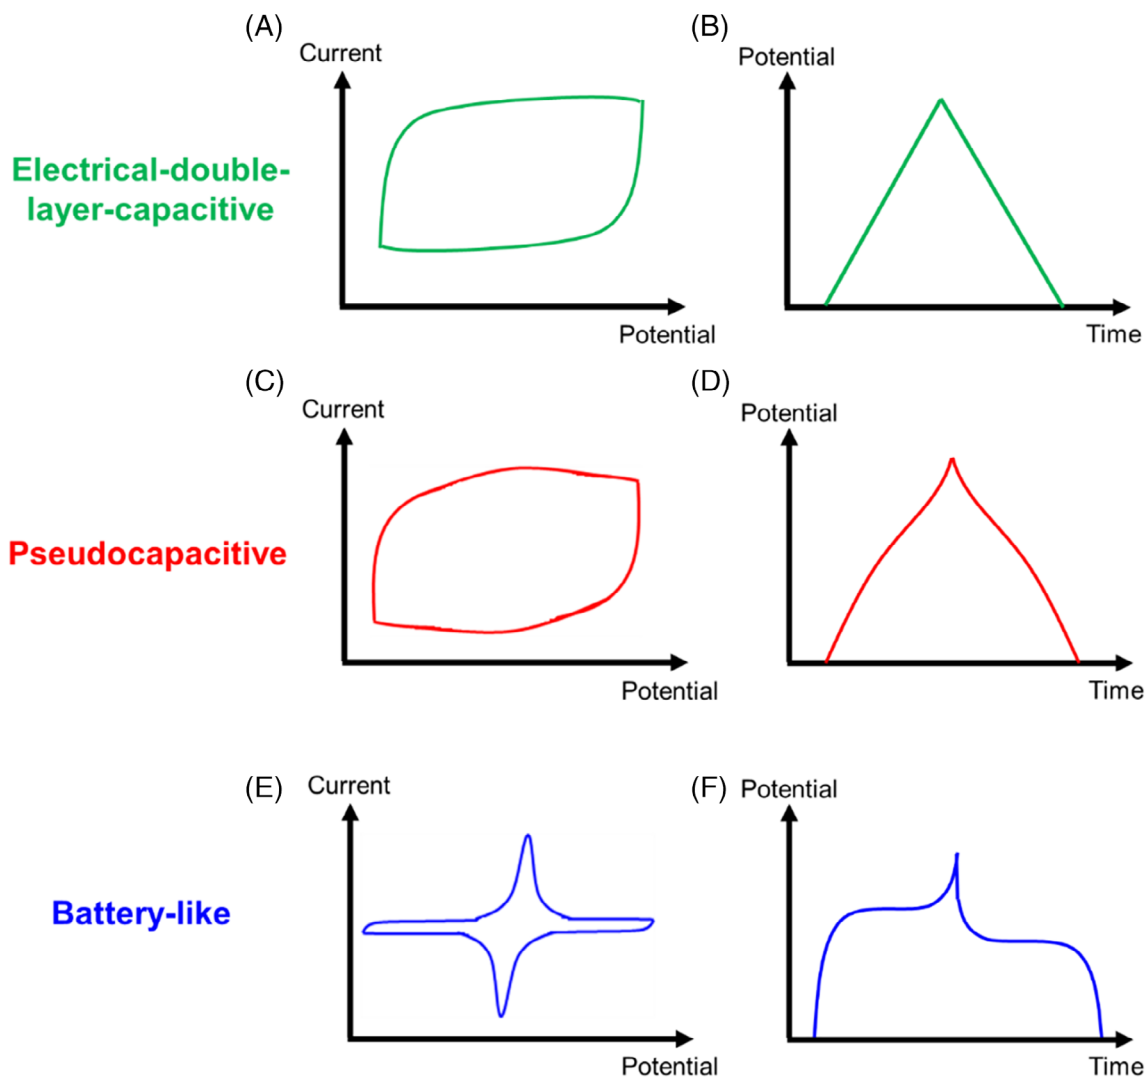 (A)
Current
(B)
Potential
Electrical-double-
layer-capacitive
Potential
Time
(C)
Current
(D)
Potential
Pseudocapacitive
Potential
Time
(E)
Current
(F)
Potential
Battery-like
Potential
Time